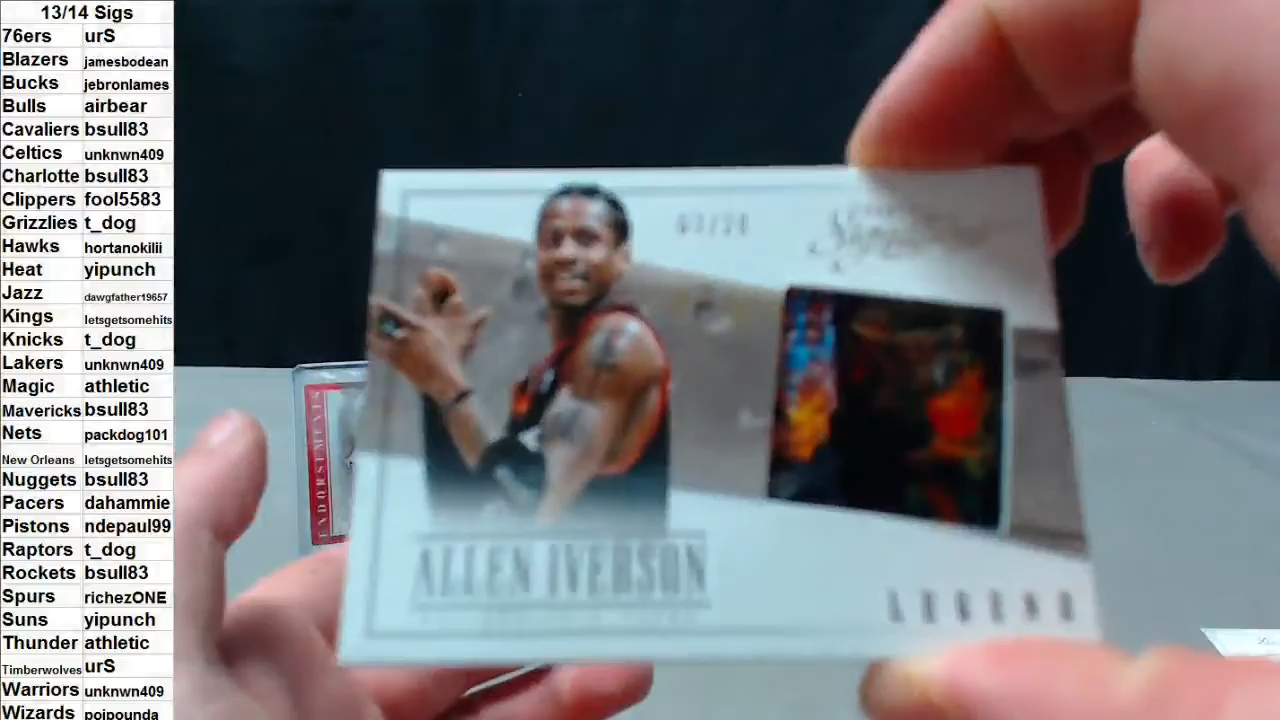 13/14 Sigs
76ers urS
Blazers jamesbodean
Bucks jebronlames
Bulls airbear
Cavaliers bsull83
Celtics unknwn409
Charlotte bsull83
Clippers fool5583
Grizzlies t_dog
Hawks hortanokilii
Heat yipunch
Jazz dawgfather19657
Kings letsgetsomehits
Knicks t_dog
Lakers unknwn409
Magic athletic
Mavericks bsull83
Nets packdog101
New Orleans letsgetsomehits
Nuggets bsull83
Pacers dahammie
Pistons ndepaul99
Raptors t_dog
Rockets bsull83
Spurs richezONE
Suns yipunch
Thunder athletic
Timberwolves urS
Warriors unknwn409
Wizards poipounda
ENDORSEMENTS
ALLEN IVERSON
LEGEND